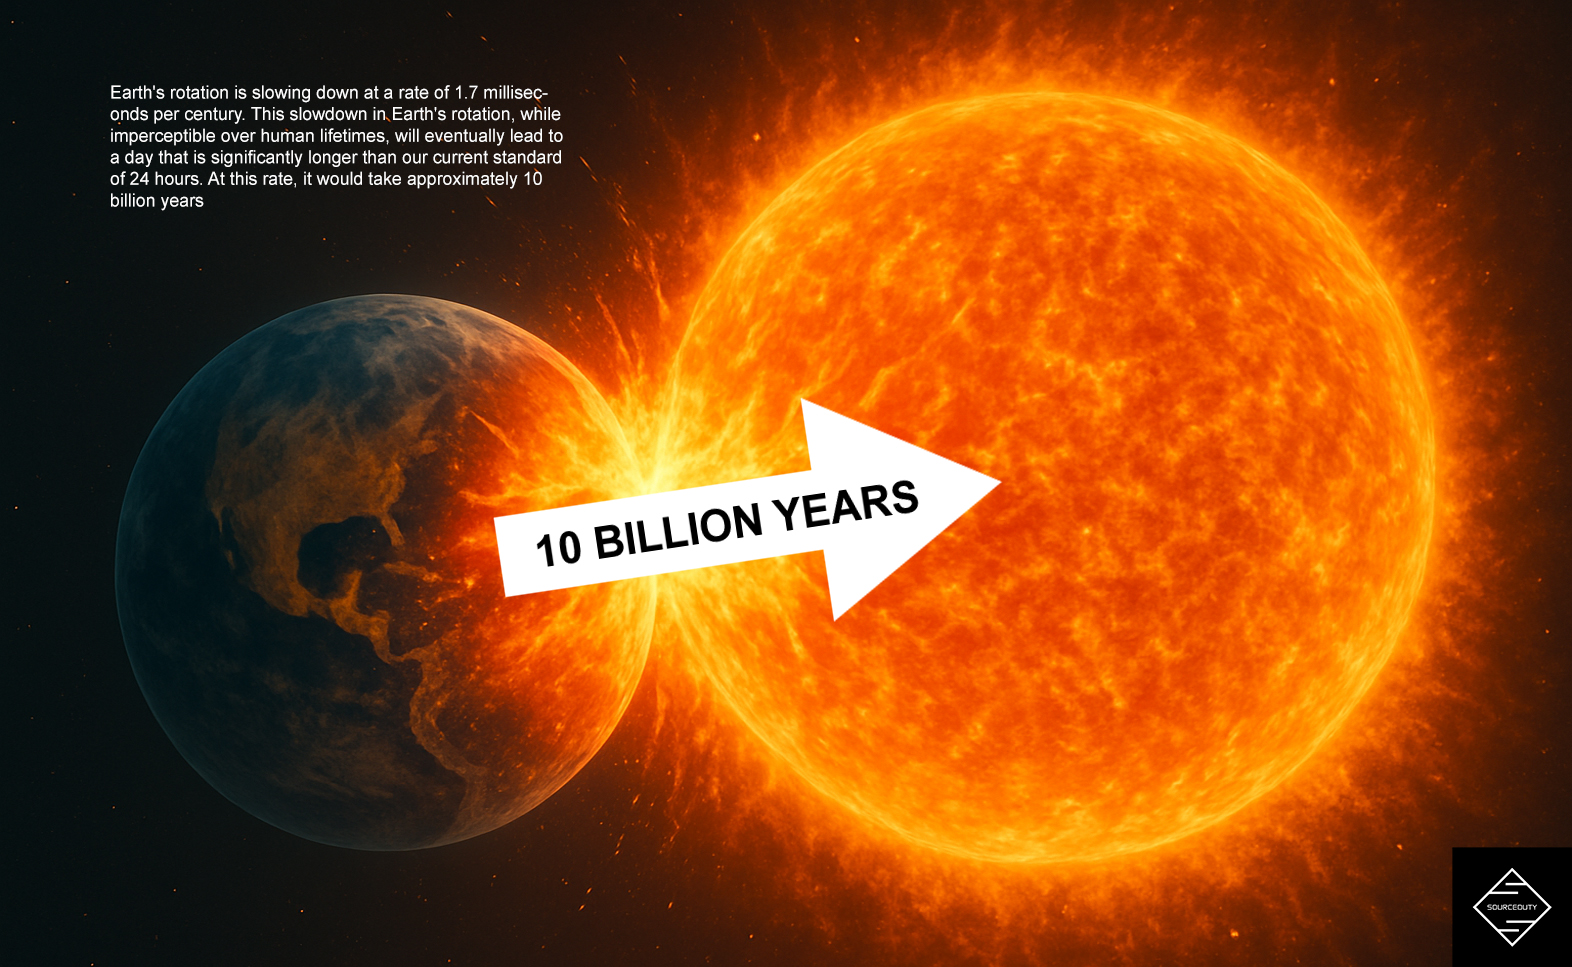 Earth's rotation is slowing down at a rate of 1.7 millisec-
onds per century. This slowdown in Earth's rotation, while
imperceptible over human lifetimes, will eventually lead to
a day that is significantly longer than our current standard
of 24 hours. At this rate, it would take approximately 10
billion years
10 BILLION YEARS
SOURCEDUTY